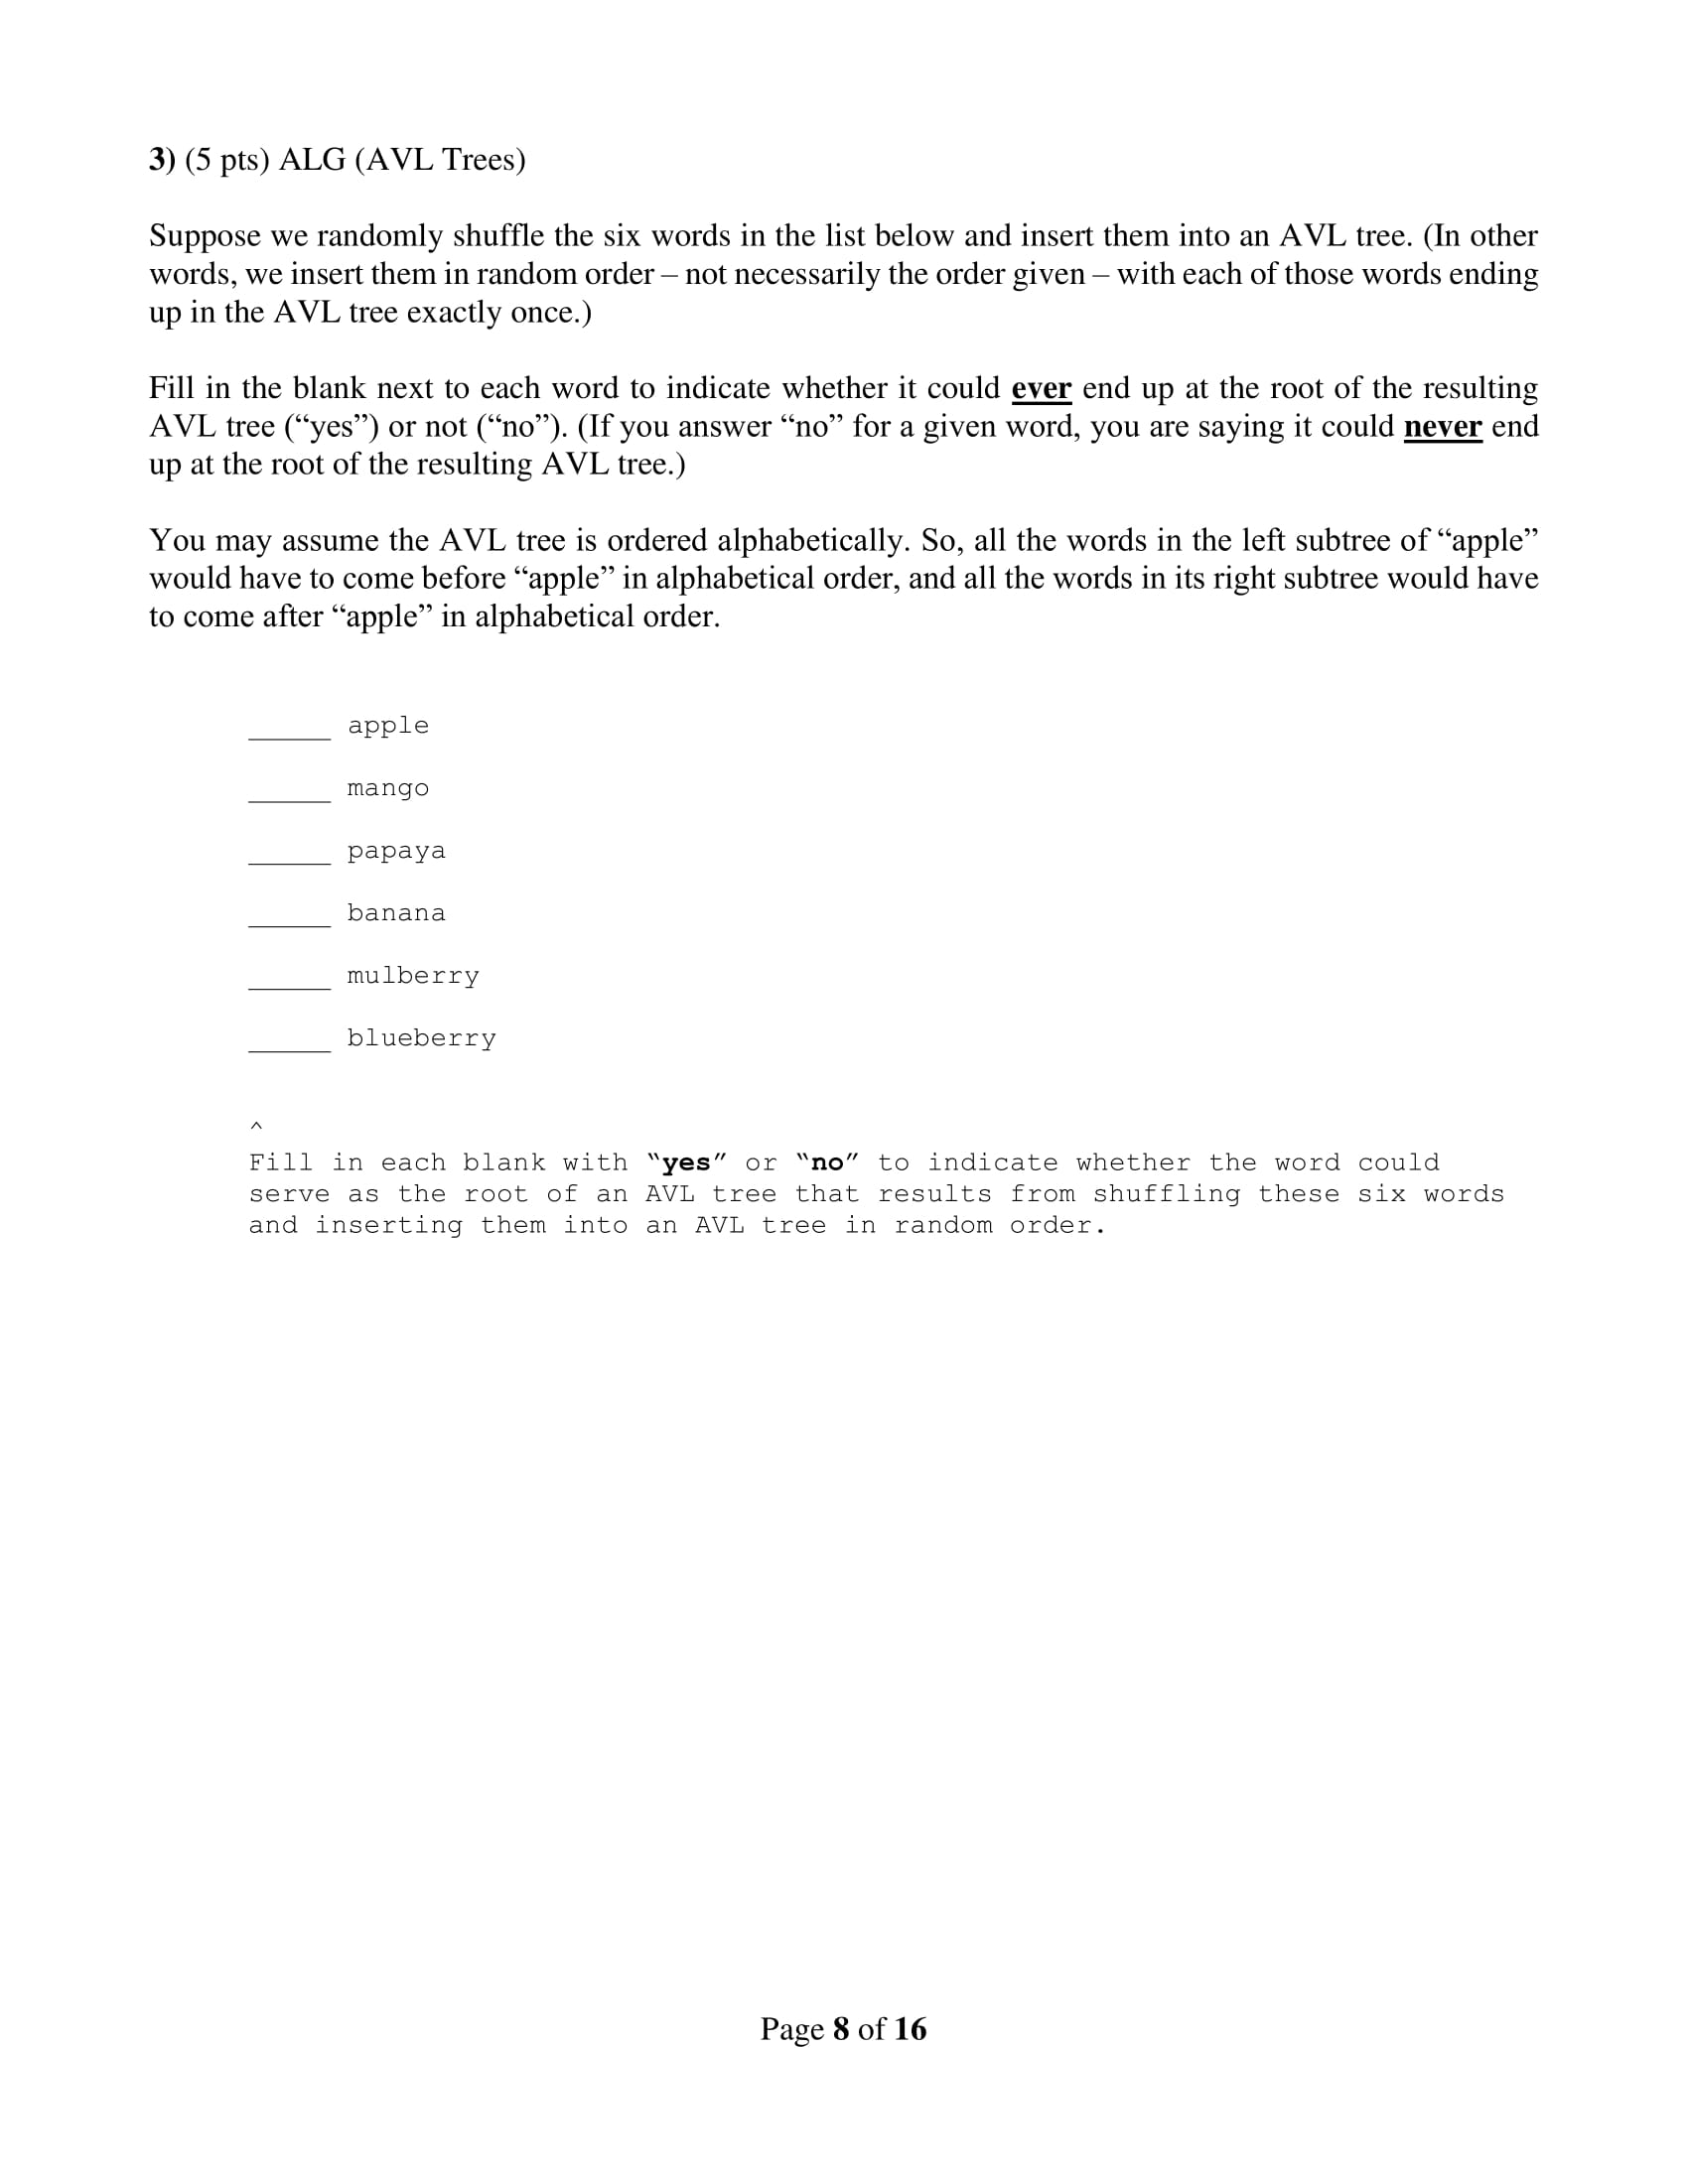 3) (5 pts) ALG (AVL Trees)
Suppose we randomly shuffle the six words in the list below and insert them into an AVL tree. (In other
words, we insert them in random order – not necessarily the order given – with each of those words ending
up in the AVL tree exactly once.)
Fill in the blank next to each word to indicate whether it could ever end up at the root of the resulting
AVL tree (“yes”) or not (“no”). (If you answer “no” for a given word, you are saying it could never end
up at the root of the resulting AVL tree.)
You may assume the AVL tree is ordered alphabetically. So, all the words in the left subtree of “apple”
would have to come before “apple” in alphabetical order, and all the words in its right subtree would have
to come after “apple” in alphabetical order.
_____ apple
_____ mango
_____ papaya
_____ banana
_____ mulberry
_____ blueberry
^
Fill in each blank with “yes” or “no” to indicate whether the word could
serve as the root of an AVL tree that results from shuffling these six words
and inserting them into an AVL tree in random order.
Page 8 of 16